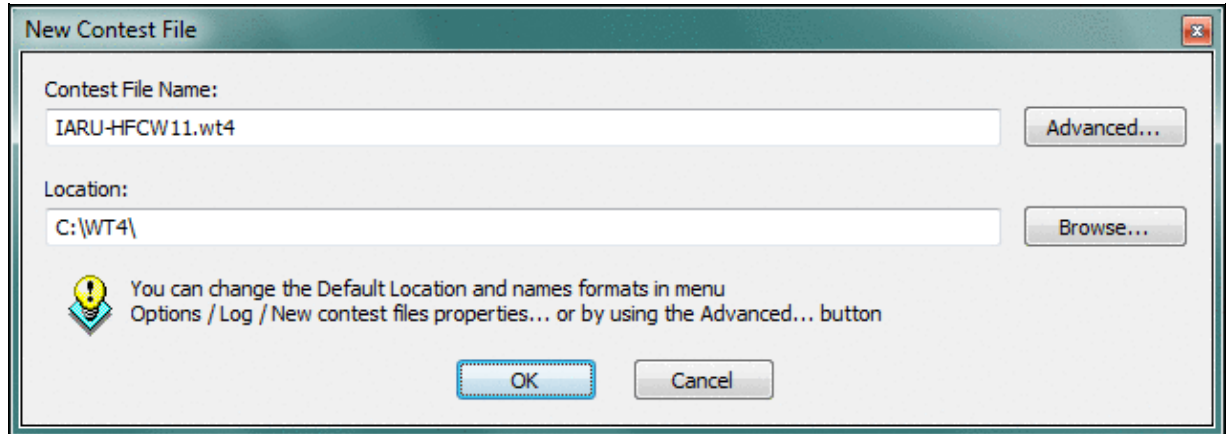 New Contest File
Contest File Name:
IARU-HFCW11.wt4
Advanced...
Location:
C:\WT4\
Browse...
You can change the Default Location and names formats in menu
Options / Log / New contest files properties... or by using the Advanced... button
OK
Cancel